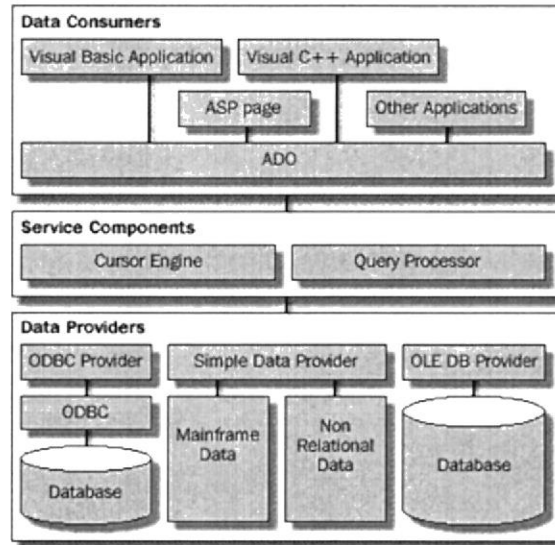 Data Consumers
Visual Basic Application
Visual C++ Application
ASP page
Other Applications
ADO
Service Components
Cursor Engine
Query Processor
Data Providers
ODBC Provider
Simple Data Provider
OLE DB Provider
ODBC
Mainframe
Data
Non
Relational
Data
Database
Database